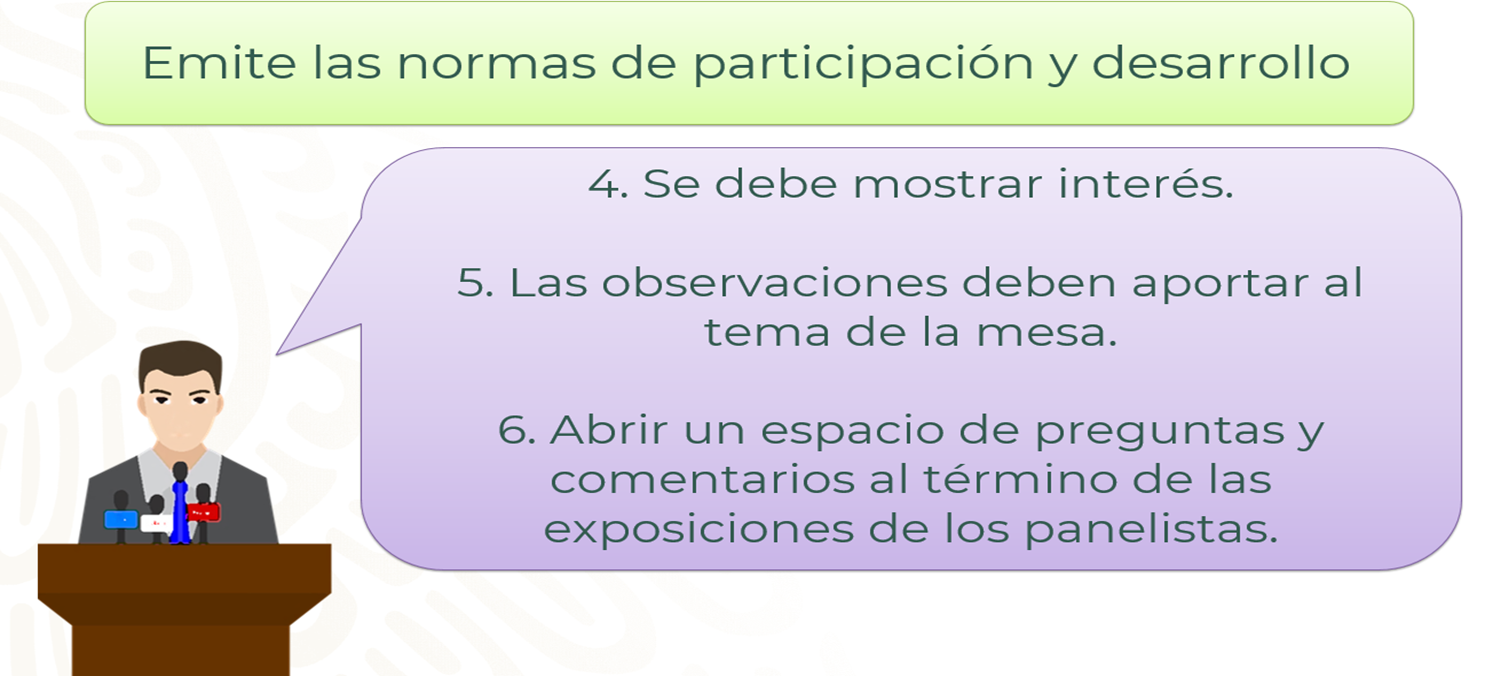 Emite las normas de participación y desarrollo
4. Se debe mostrar interés.
5. Las observaciones deben aportar al
tema de la mesa.
6. Abrir un espacio de preguntas y
comentarios al término de las
exposiciones de los panelistas.